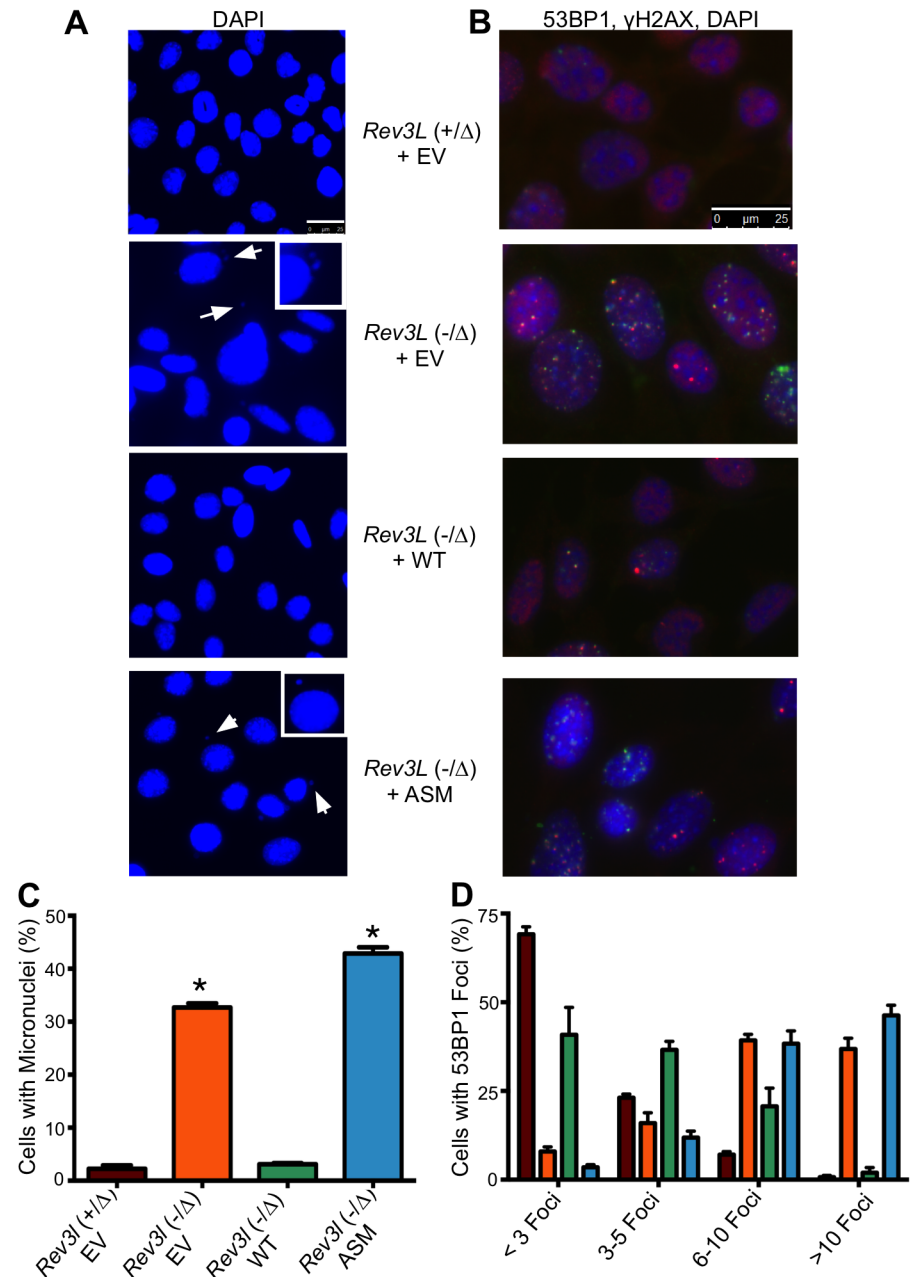 A
DAPI
B
53BP1, γH2AX, DAPI
Rev3L (+/Δ)
+ EV
0 µm 25
0 µm 25
Rev3L (-/Δ)
+ EV
Rev3L (-/Δ)
+ WT
Rev3L (-/Δ)
+ ASM
C
Cells with Micronuclei (%)
50
40
30
20
10
0
*
*
Rev3l (+/Δ)
EV
Rev3l (-/Δ)
EV
Rev3l (-/Δ)
WT
Rev3l (-/Δ)
ASM
D
Cells with 53BP1 Foci (%)
75
50
25
0
< 3 Foci
3-5 Foci
6-10 Foci
>10 Foci